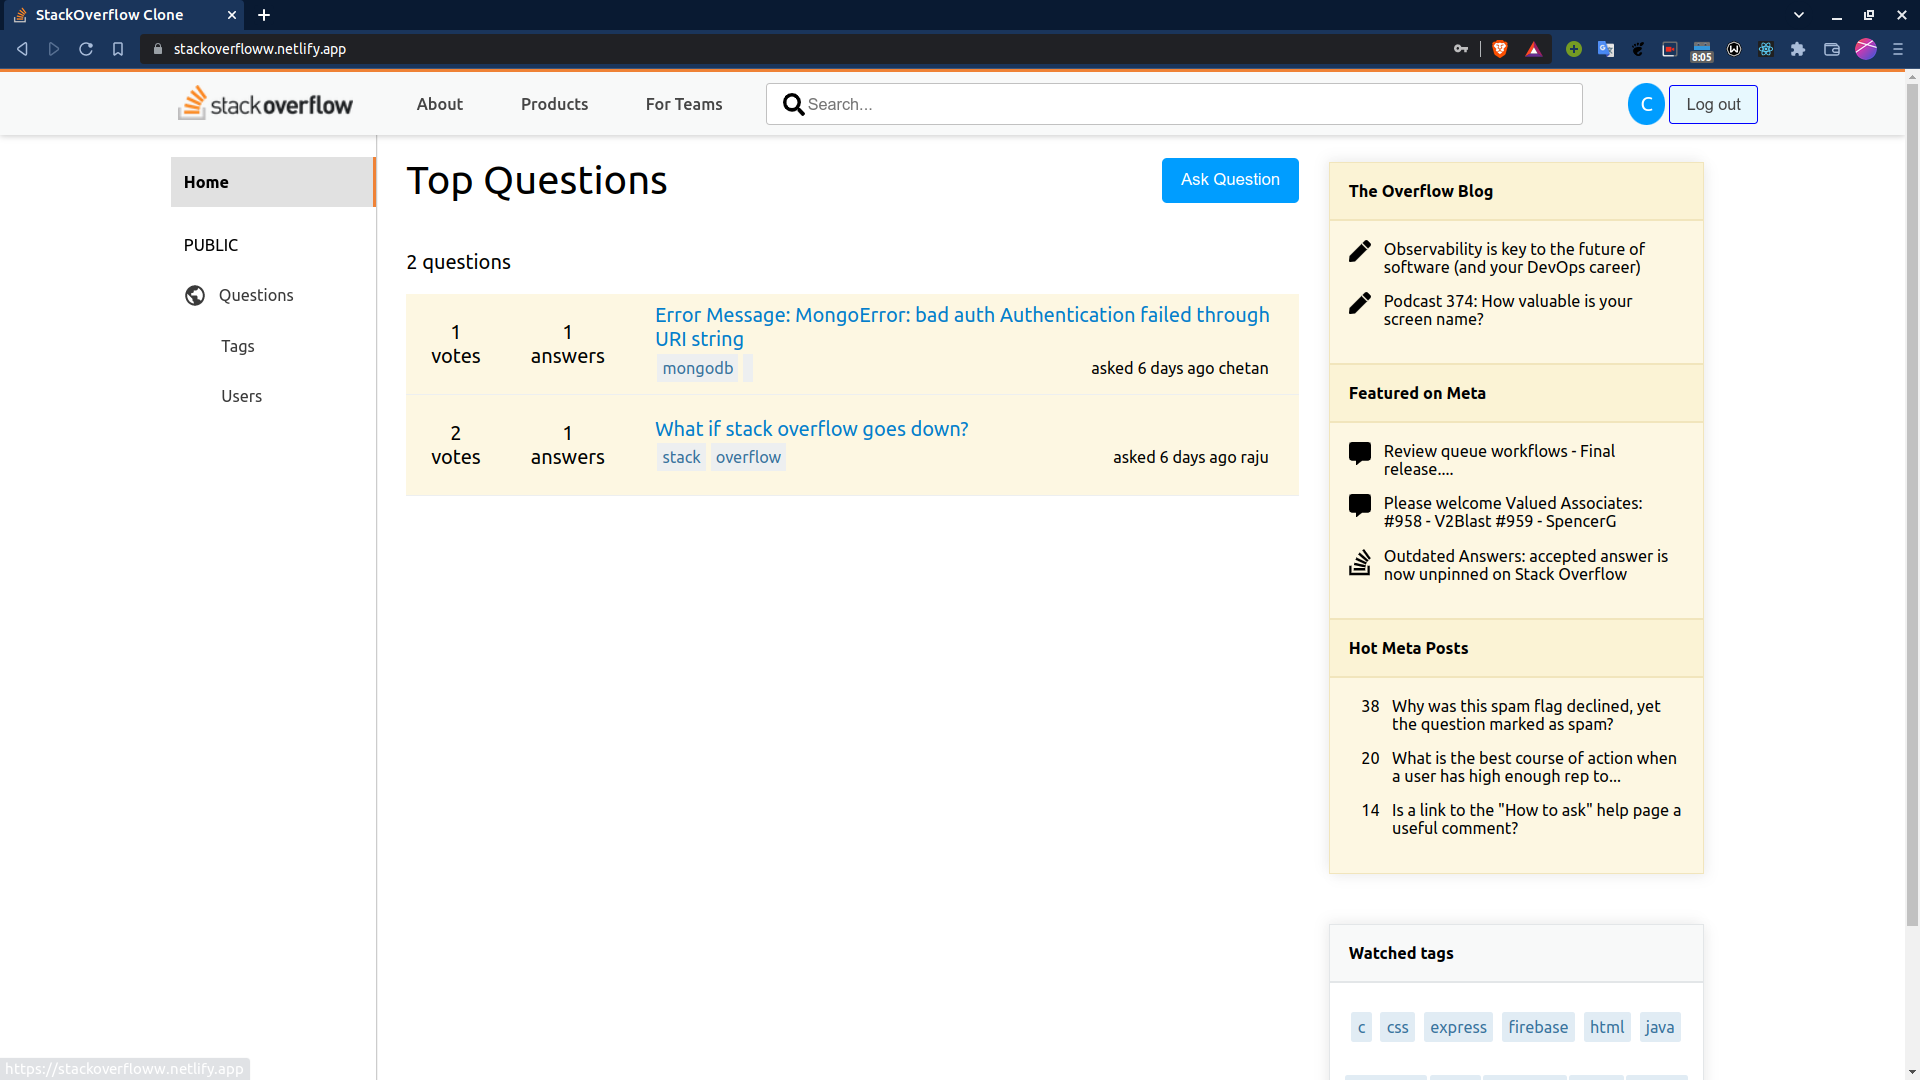 StackOverflow Clone
stackoverfloww.netlify.app
8:05
stackoverflow
About
Products
For Teams
Search...
C
Log out
Home
PUBLIC
Questions
Tags
Users
Top Questions
Ask Question
2 questions
1
votes
1
answers
Error Message: MongoError: bad auth Authentication failed through
URI string
mongodb
asked 6 days ago chetan
2
votes
1
answers
What if stack overflow goes down?
stack overflow
asked 6 days ago raju
The Overflow Blog
Observability is key to the future of
software (and your DevOps career)
Podcast 374: How valuable is your
screen name?
Featured on Meta
Review queue workflows - Final
release....
Please welcome Valued Associates:
#958 - V2Blast #959 - SpencerG
Outdated Answers: accepted answer is
now unpinned on Stack Overflow
Hot Meta Posts
38 Why was this spam flag declined, yet
the question marked as spam?
20 What is the best course of action when
a user has high enough rep to...
14 Is a link to the "How to ask" help page a
useful comment?
Watched tags
c css express firebase html java
https://stackoverfloww.netlify.app